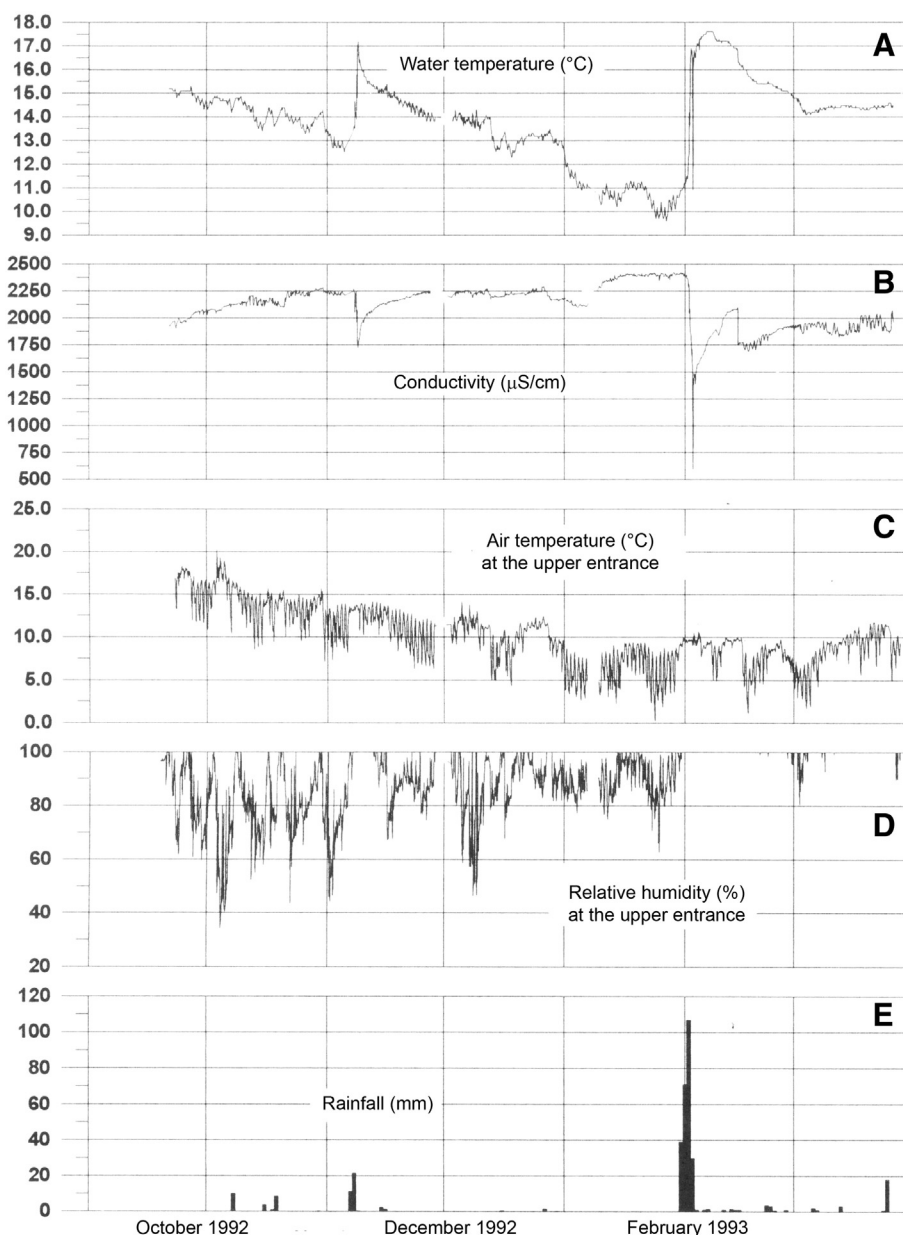 18.0
17.0
16.0
15.0
14.0
13.0
12.0
11.0
10.0
9.0
A
Water temperature (°C)
2500
2250
2000
1750
1500
1250
1000
750
500
B
Conductivity (μS/cm)
25.0
20.0
15.0
10.0
5.0
0.0
C
Air temperature (°C)
at the upper entrance
100
80
60
40
20
D
Relative humidity (%)
at the upper entrance
120
100
80
60
40
20
0
E
Rainfall (mm)
October 1992 December 1992 February 1993